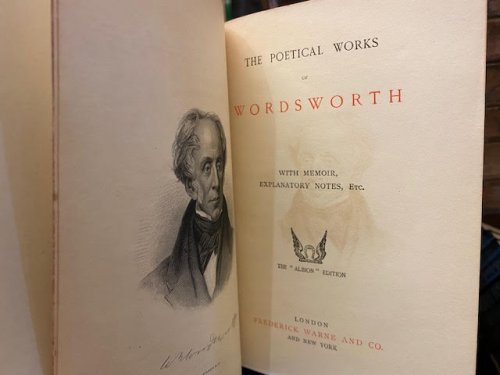 THE POETICAL WORKS
OF
WORDSWORTH
WITH MEMOIR,
EXPLANATORY NOTES, ETC.
THE "ALBION" EDITION
LONDON
FREDERICK WARNE AND CO.
AND NEW YORK